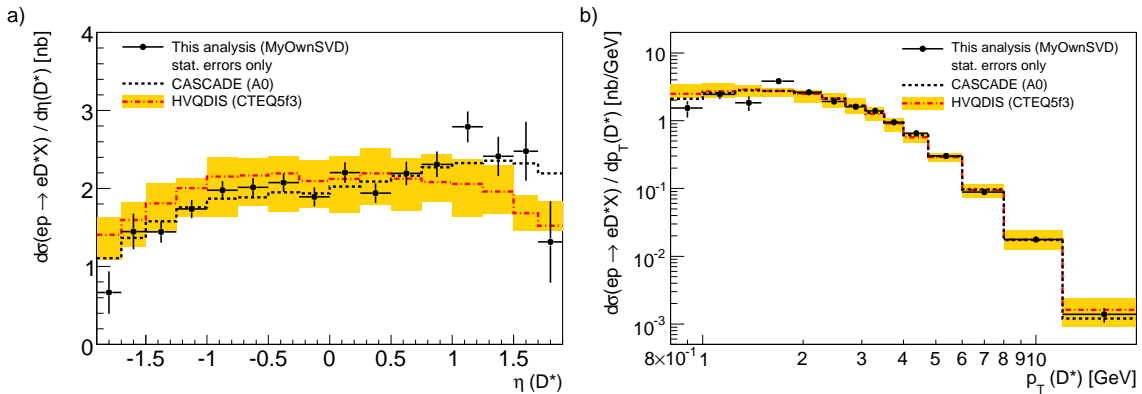 a)
dσ(ep → eD*X) / dη(D*) [nb]
4
3
2
1
0
This analysis (MyOwnSVD)
stat. errors only
CASCADE (A0)
HVQDIS (CTEQ5f3)
-1.5 -1 -0.5 0 0.5 1 1.5
η (D*)
b)
dσ(ep → eD*X) / dp_T(D*) [nb/GeV]
10
1
10⁻¹
10⁻²
10⁻³
This analysis (MyOwnSVD)
stat. errors only
CASCADE (A0)
HVQDIS (CTEQ5f3)
8×10⁻¹ 1 2 3 4 5 6 7 8 9 10
p_T (D*) [GeV]